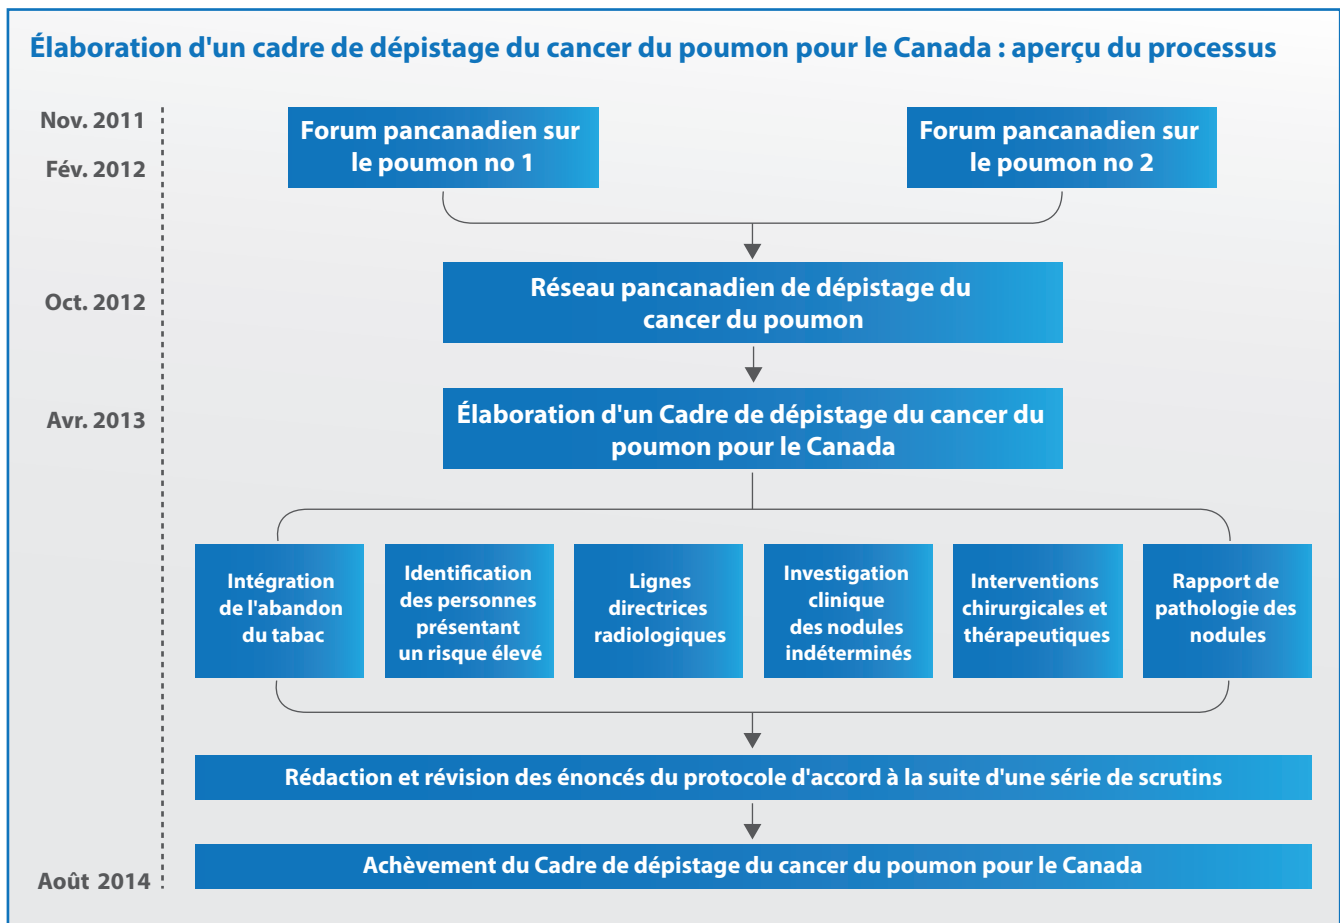 Élaboration d'un cadre de dépistage du cancer du poumon pour le Canada : aperçu du processus
Nov. 2011
Fév. 2012
Forum pancanadien sur
le poumon no 1
Forum pancanadien sur
le poumon no 2
Oct. 2012
Réseau pancanadien de dépistage du
cancer du poumon
Avr. 2013
Élaboration d'un Cadre de dépistage du cancer du
poumon pour le Canada
Intégration
de l'abandon
du tabac
Identification
des personnes
présentant
un risque élevé
Lignes
directrices
radiologiques
Investigation
clinique
des nodules
indéterminés
Interventions
chirurgicales et
thérapeutiques
Rapport de
pathologie des
nodules
Rédaction et révision des énoncés du protocole d'accord à la suite d'une série de scrutins
Achèvement du Cadre de dépistage du cancer du poumon pour le Canada
Août 2014